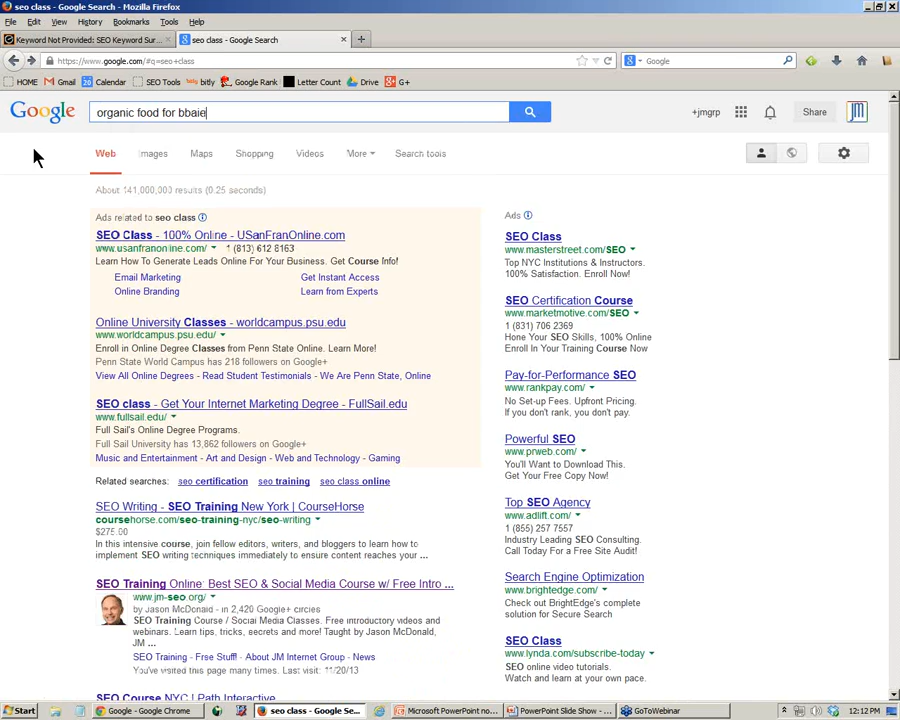 seo class - Google Search - Mozilla Firefox
File Edit View History Bookmarks Tools Help
Keyword Not Provided: SEO Keyword Sur... × seo class - Google Search × +
https://www.google.com/#q=seo+class Google
HOME Gmail 20 Calendar SEO Tools bitly Google Rank Letter Count Drive G+
Google organic food for bbaie +jmgrp Share JM
Web Images Maps Shopping Videos More Search tools
About 141,000,000 results (0.25 seconds)
Ads related to seo class
SEO Class - 100% Online - USanFranOnline.com
www.usanfranonline.com/ 1 (813) 612 8163
Learn How To Generate Leads Online For Your Business. Get Course Info!
Email Marketing Get Instant Access
Online Branding Learn from Experts
Online University Classes - worldcampus.psu.edu/
www.worldcampus.psu.edu/
Enroll in Online Degree Classes from Penn State Online. Learn More!
Penn State World Campus has 218 followers on Google+
View All Online Degrees - Read Student Testimonials - We Are Penn State, Online
SEO class - Get Your Internet Marketing Degree - FullSail.edu
www.fullsail.edu/
Full Sail's Online Degree Programs.
Full Sail University has 13,862 followers on Google+
Music and Entertainment - Art and Design - Web and Technology - Gaming
Related searches: seo certification seo training seo class online
SEO Writing - SEO Training New York | CourseHorse
coursehorse.com/seo-training-nyc/seo-writing
$275.00
In this intensive course, join fellow editors, writers, and bloggers to learn how to
implement SEO writing techniques immediately to ensure content reaches your ...
SEO Training Online: Best SEO & Social Media Course w/ Free Intro ...
www.jm-seo.org/
by Jason McDonald - in 2,420 Google+ circles
SEO Training Course / Social Media Classes. Free introductory videos and
webinars. Learn tips, tricks, secrets and more! Taught by Jason McDonald,
JM ...
SEO Training - Free Stuff! - About JM Internet Group - News
You've visited this page many times. Last visit: 11/20/13
SEO Course NYC | Path Interactive
Ads
SEO Class
www.masterstreet.com/SEO
Top NYC Institutions & Instructors.
100% Satisfaction. Enroll Now!
SEO Certification Course
www.marketmotive.com/SEO
1 (831) 706 2369
Hone Your SEO Skills, 100% Online
Enroll In Your Training Course Now
Pay-for-Performance SEO
www.rankpay.com/
No Set-up Fees. Upfront Pricing.
If you don't rank, you don't pay.
Powerful SEO
www.prweb.com/
You'll Want to Download This.
Get Your Free Copy Now!
Top SEO Agency
www.adlift.com/
1 (855) 257 7557
Industry Leading SEO Consulting.
Call Today For a Free Site Audit!
Search Engine Optimization
www.brightedge.com/
Check out BrightEdge's complete
solution for Secure Search
SEO Class
www.lynda.com/subscribe-today
SEO online video tutorials.
Watch and learn at your own pace.
Start Google - Google Chrome seo class - Google Se... Microsoft PowerPoint no... PowerPoint Slide Show - ... GoToWebinar 12:12 PM